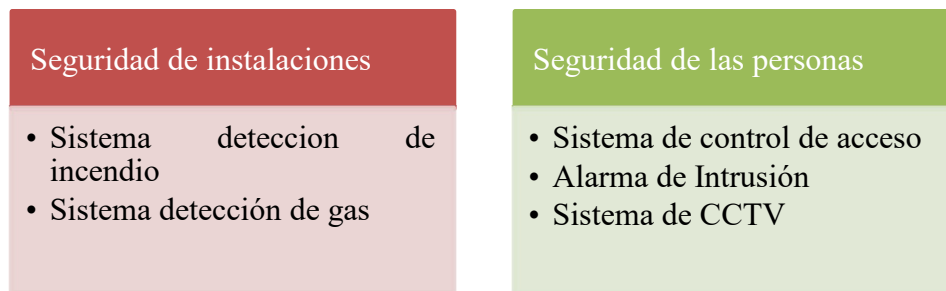 Seguridad de instalaciones
• Sistema deteccion de
incendio
• Sistema detección de gas
Seguridad de las personas
• Sistema de control de acceso
• Alarma de Intrusión
• Sistema de CCTV